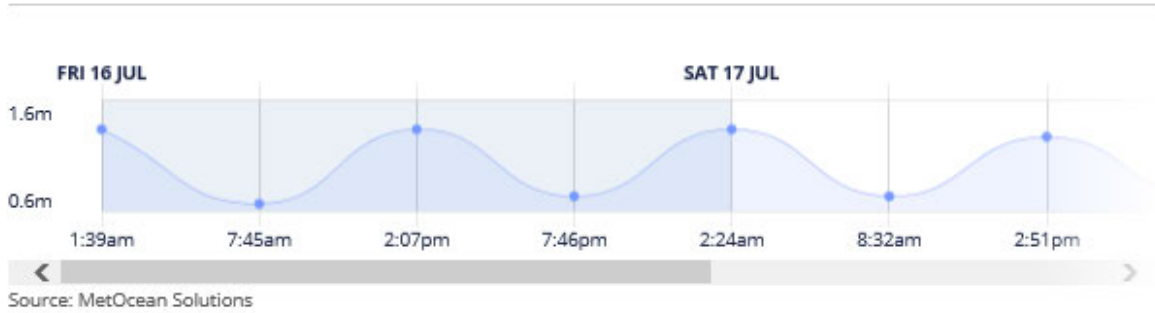 FRI 16 JUL SAT 17 JUL
1.6m
0.6m
1:39am 7:45am 2:07pm 7:46pm 2:24am 8:32am 2:51pm
Source: MetOcean Solutions